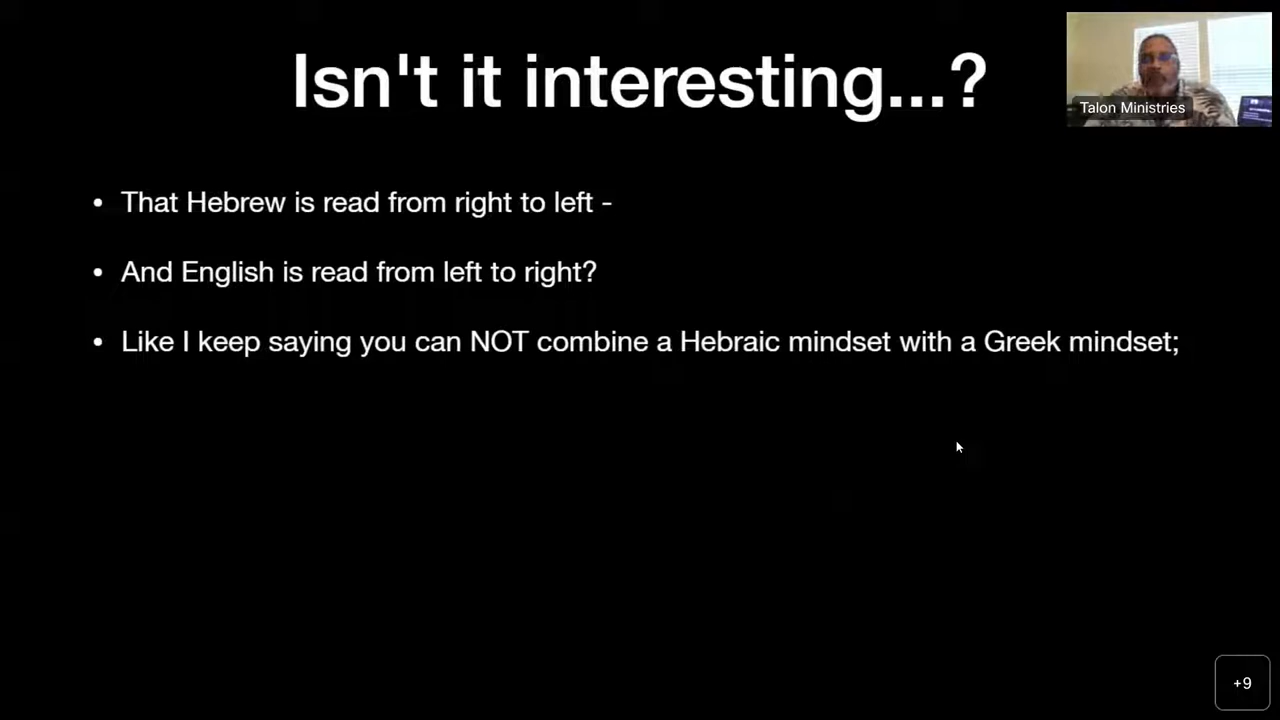 Isn't it interesting...?
Talon Ministries
• That Hebrew is read from right to left -
• And English is read from left to right?
• Like I keep saying you can NOT combine a Hebraic mindset with a Greek mindset;
+9